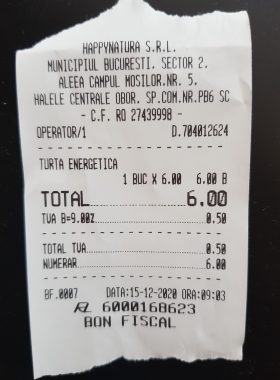 HAPPYNATURA S.R.L.
MUNICIPIUL BUCURESTI, SECTOR 2,
ALEEA CAMPUL MOSILOR.NR. 5.
HALELE CENTRALE OBOR, SP.COM.NR.PB6 SC
- C.F. RO 27439998 -
OPERATOR/1 D.704012624
TURTA ENERGETICA
1 BUC X 6.00 6.00 B
TOTAL 6.00
TVA B=9.00% 0.50
TOTAL TVA 0.50
NUMERAR 6.00
BF.0007 DATA:15-12-2020 ORA:09:03
6000168623
BON FISCAL